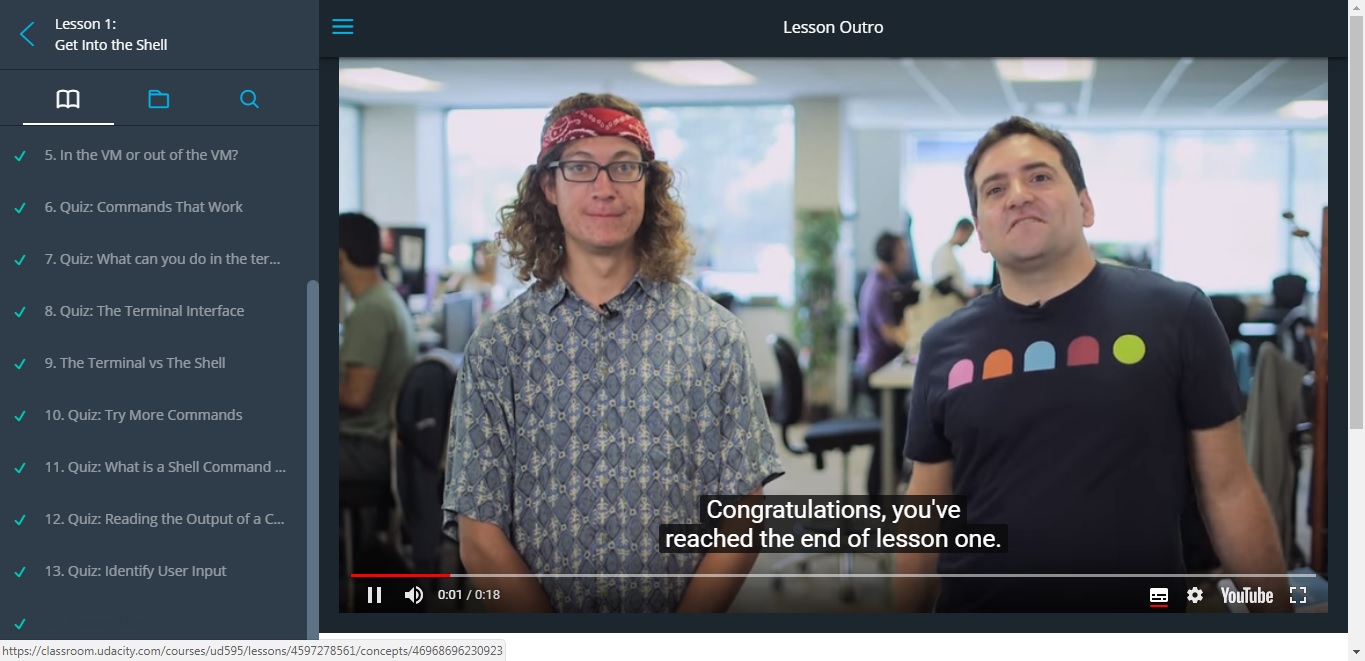 Lesson 1:
Get Into the Shell
Lesson Outro
5. In the VM or out of the VM?
6. Quiz: Commands That Work
7. Quiz: What can you do in the ter...
8. Quiz: The Terminal Interface
9. The Terminal vs The Shell
10. Quiz: Try More Commands
11. Quiz: What is a Shell Command ...
12. Quiz: Reading the Output of a C...
13. Quiz: Identify User Input
Congratulations, you've
reached the end of lesson one.
0:01 / 0:18
YouTube
https://classroom.udacity.com/courses/ud595/lessons/4597278561/concepts/46968696230923